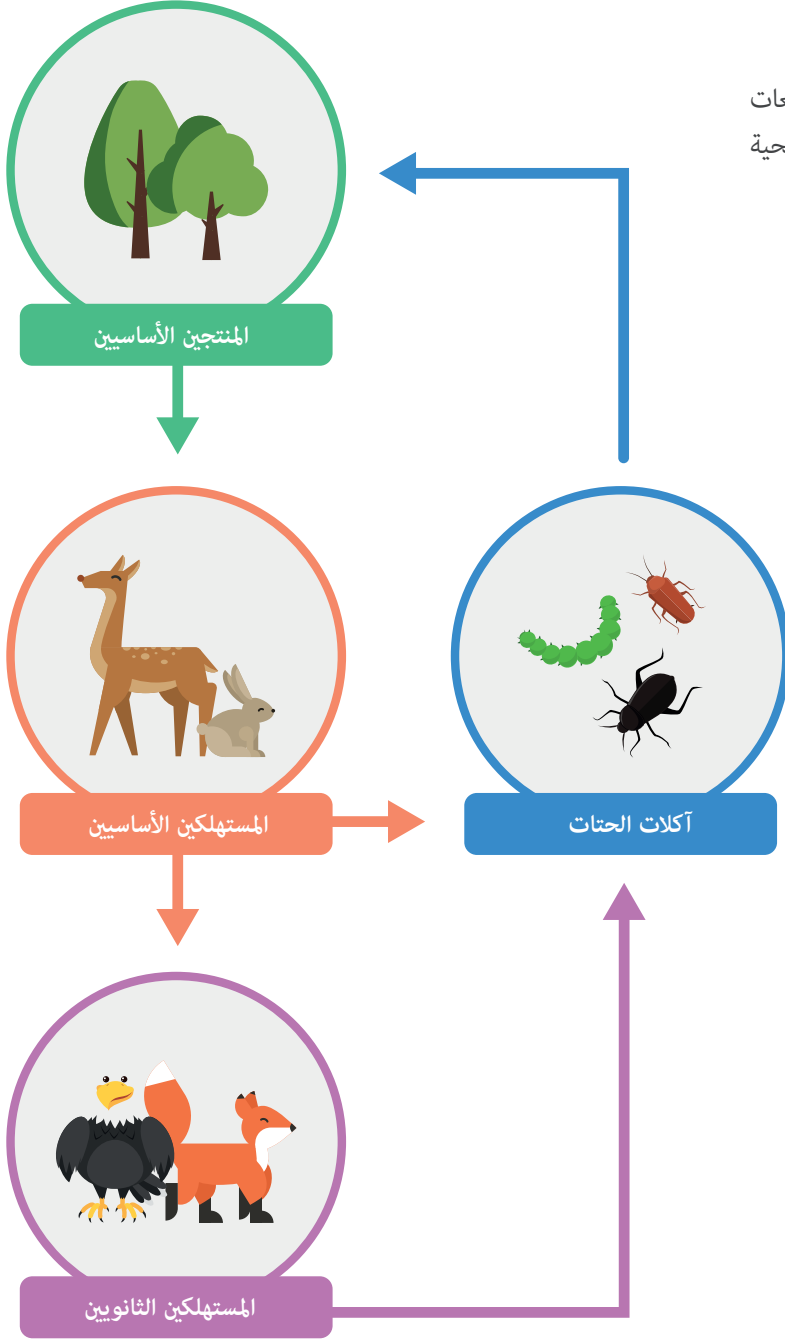 المنتجين الأساسيين
المستهلكين الأساسيين
آكلات الحتات
المستهلكين الثانويين